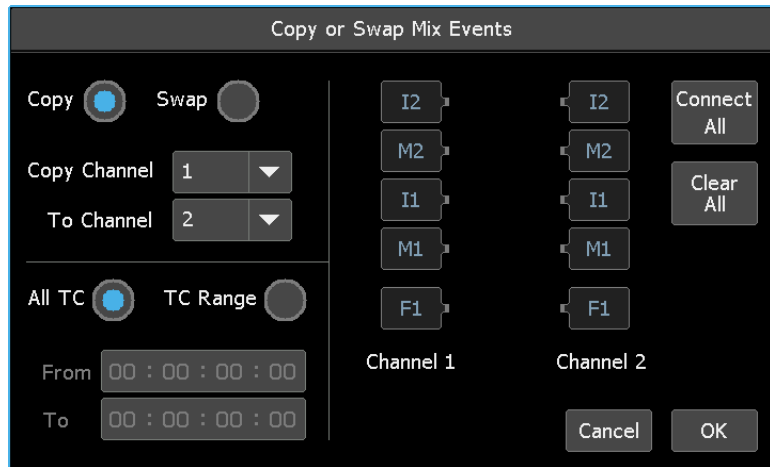 Copy or Swap Mix Events
Copy Swap
Copy Channel 1
To Channel 2
All TC TC Range
From 00 : 00 : 00 : 00
To 00 : 00 : 00 : 00
I2 I2
M2 M2
I1 I1
M1 M1
F1 F1
Channel 1 Channel 2
Connect
All
Clear
All
Cancel OK